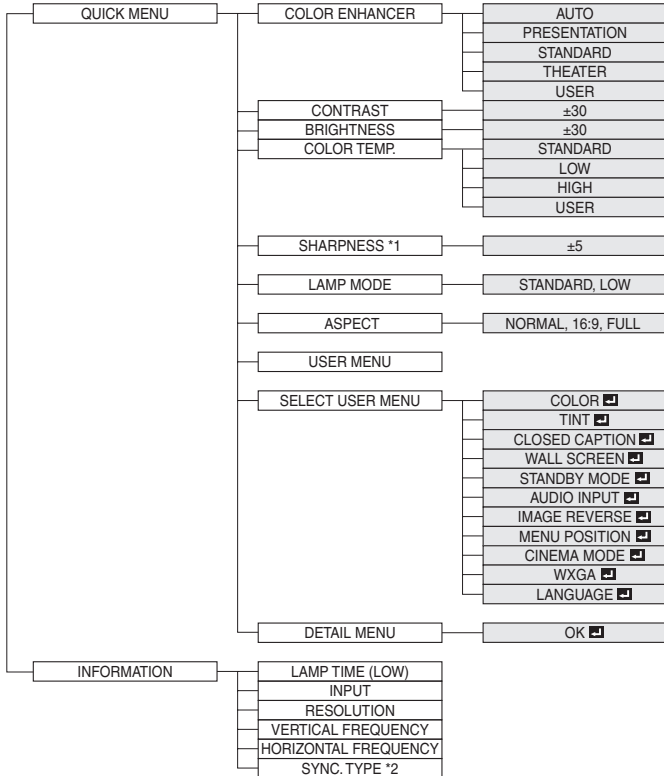 QUICK MENU COLOR ENHANCER AUTO
PRESENTATION
STANDARD
THEATER
USER
CONTRAST ±30
BRIGHTNESS ±30
COLOR TEMP. STANDARD
LOW
HIGH
USER
SHARPNESS *1 ±5
LAMP MODE STANDARD, LOW
ASPECT NORMAL, 16:9, FULL
USER MENU
SELECT USER MENU COLOR
TINT
CLOSED CAPTION
WALL SCREEN
STANDBY MODE
AUDIO INPUT
IMAGE REVERSE
MENU POSITION
CINEMA MODE
WXGA
LANGUAGE
DETAIL MENU OK
INFORMATION LAMP TIME (LOW)
INPUT
RESOLUTION
VERTICAL FREQUENCY
HORIZONTAL FREQUENCY
SYNC. TYPE *2